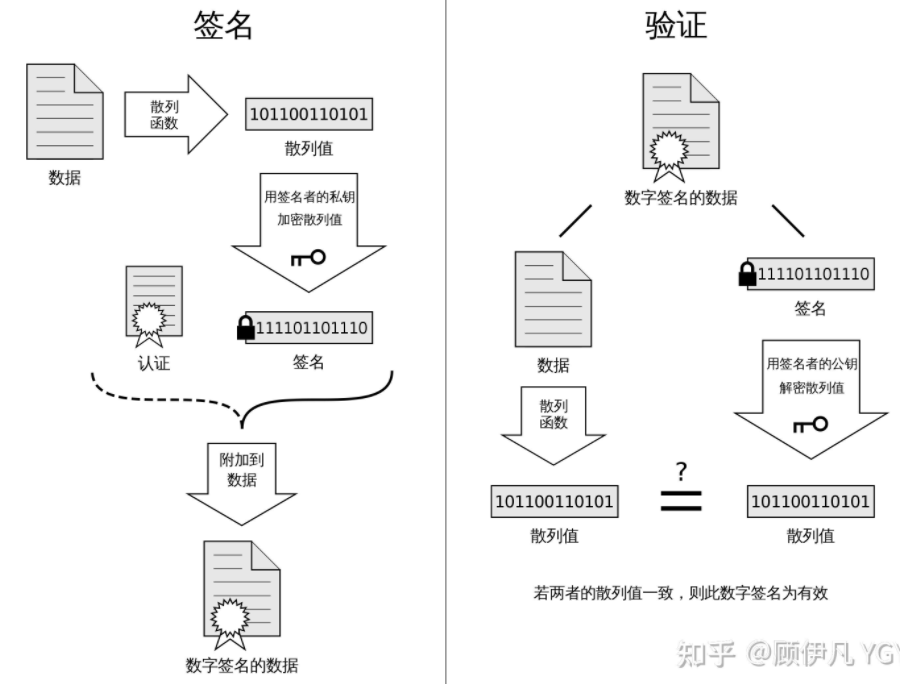 签名
散列
函数
101100110101
散列值
数据
用签名者的私钥
加密散列值
111101101110
认证
签名
附加到
数据
数字签名的数据
验证
数字签名的数据
111101101110
签名
数据
用签名者的公钥
解密散列值
散列
函数
?
101100110101
101100110101
散列值
散列值
若两者的散列值一致，则此数字签名为有效
知乎 @顾伊凡 YGY